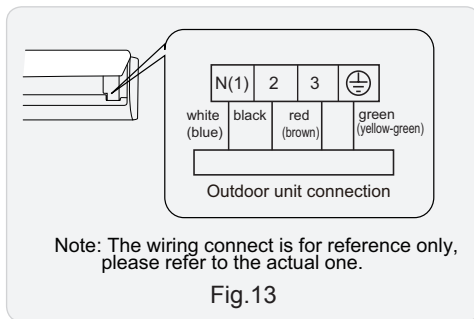 N(1) 2 3
white black red green
(blue) (brown) (yellow-green)
Outdoor unit connection
Note: The wiring connect is for reference only,
please refer to the actual one.
Fig.13